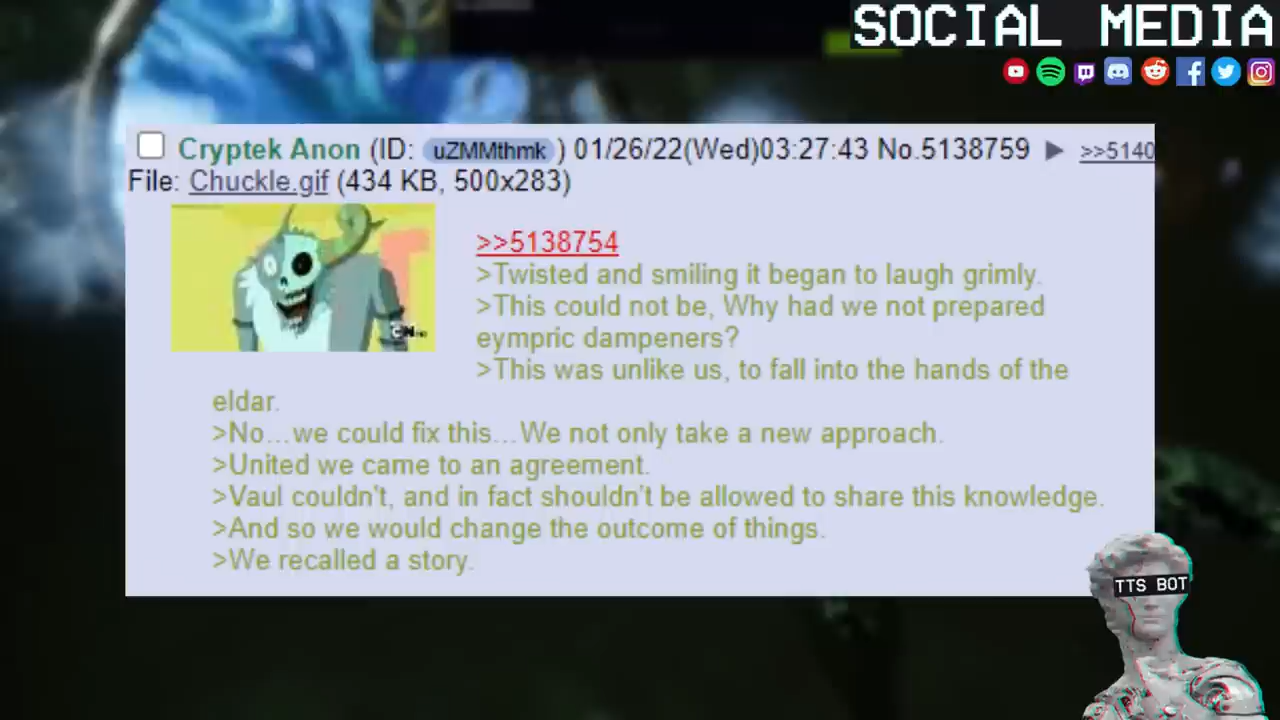 SOCIAL MEDIA
Cryptek Anon (ID: uZMMthmk ) 01/26/22(Wed)03:27:43 No.5138759 ▶ >>5140
File: Chuckle.gif (434 KB, 500x283)
>>5138754
>Twisted and smiling it began to laugh grimly.
>This could not be, Why had we not prepared
eympric dampeners?
>This was unlike us, to fall into the hands of the
eldar.
>No...we could fix this...We not only take a new approach.
>United we came to an agreement.
>Vaul couldn't, and in fact shouldn't be allowed to share this knowledge.
>And so we would change the outcome of things.
>We recalled a story.
CN
TTS BOT